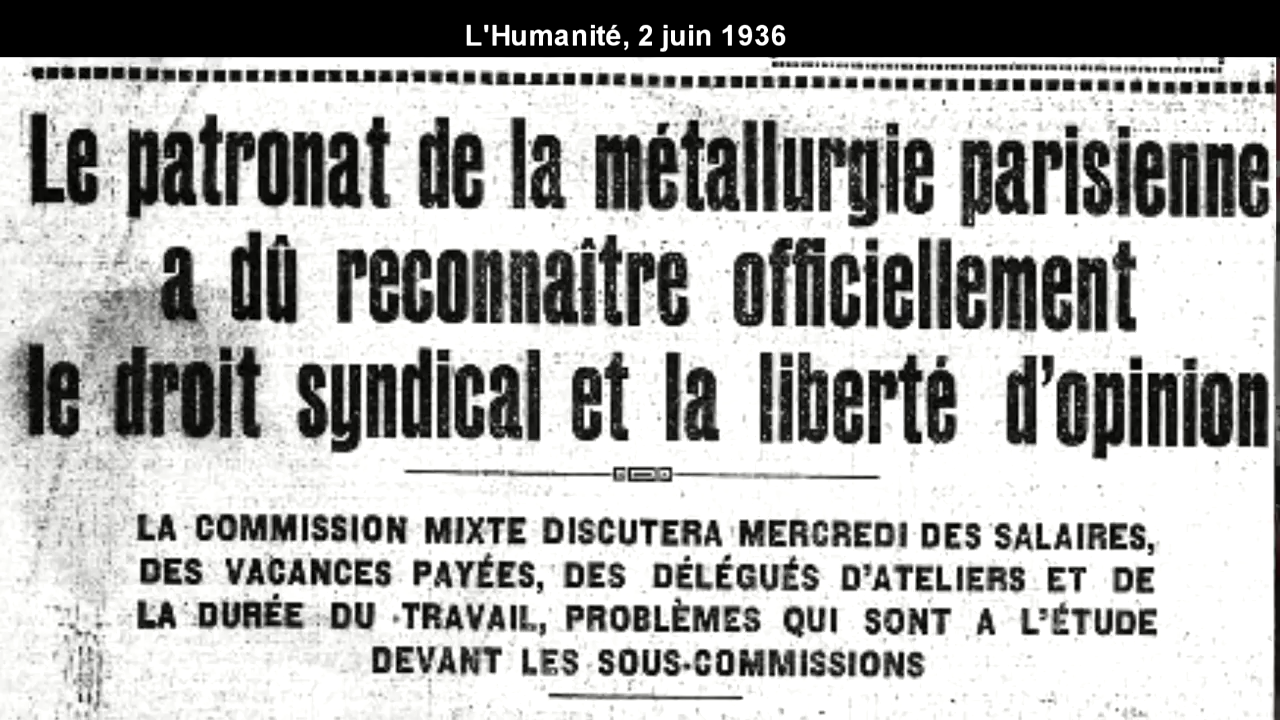 L'Humanité, 2 juin 1936
Le patronat de la métallurgie parisienne
a dû reconnaître officiellement
le droit syndical et la liberté d'opinion
LA COMMISSION MIXTE DISCUTERA MERCREDI DES SALAIRES,
DES VACANCES PAYÉES, DES DÉLÉGUÉS D'ATELIERS ET DE
LA DURÉE DU TRAVAIL, PROBLÈMES QUI SONT A L'ÉTUDE
DEVANT LES SOUS-COMMISSIONS